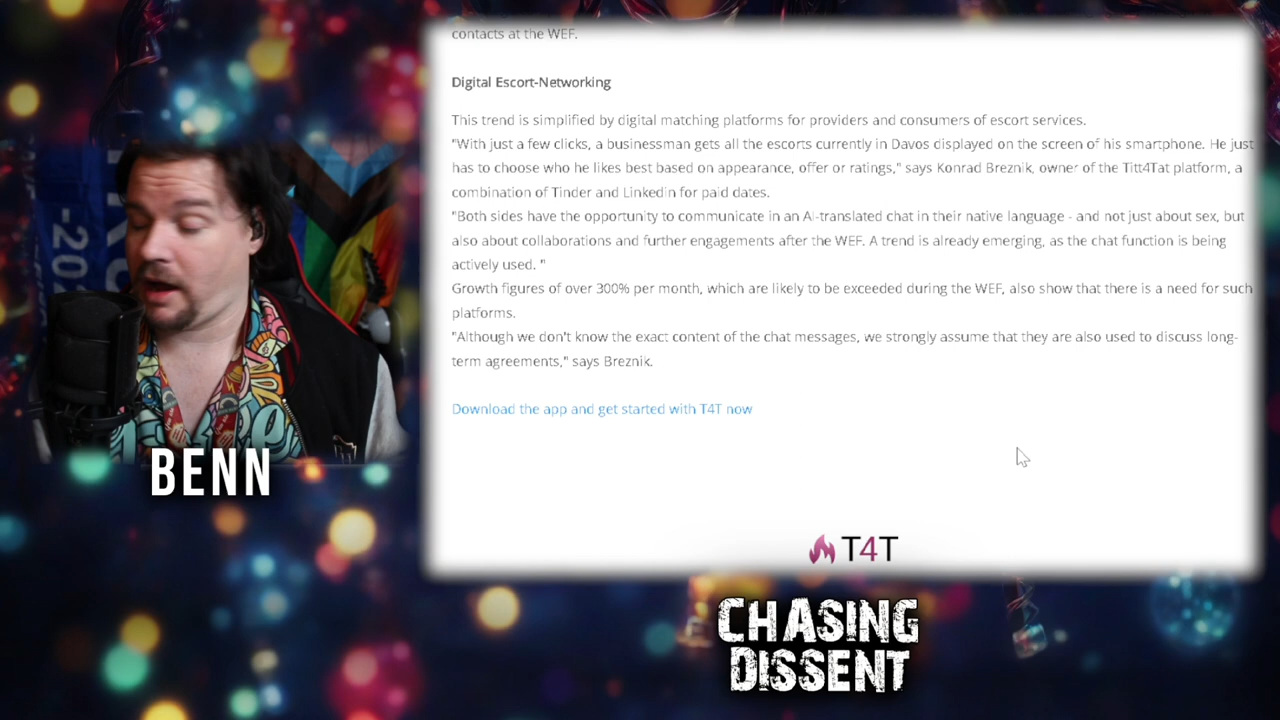 contacts at the WEF.
Digital Escort-Networking
This trend is simplified by digital matching platforms for providers and consumers of escort services.
"With just a few clicks, a businessman gets all the escorts currently in Davos displayed on the screen of his smartphone. He just
has to choose who he likes best based on appearance, offer or ratings," says Konrad Breznik, owner of the Titt4Tat platform, a
combination of Tinder and Linkedin for paid dates.
"Both sides have the opportunity to communicate in an AI-translated chat in their native language - and not just about sex, but
also about collaborations and further engagements after the WEF. A trend is already emerging, as the chat function is being
actively used. "
Growth figures of over 300% per month, which are likely to be exceeded during the WEF, also show that there is a need for such
platforms.
"Although we don't know the exact content of the chat messages, we strongly assume that they are also used to discuss long-
term agreements," says Breznik.
Download the app and get started with T4T now
T4T
BENN
CHASING
DISSENT